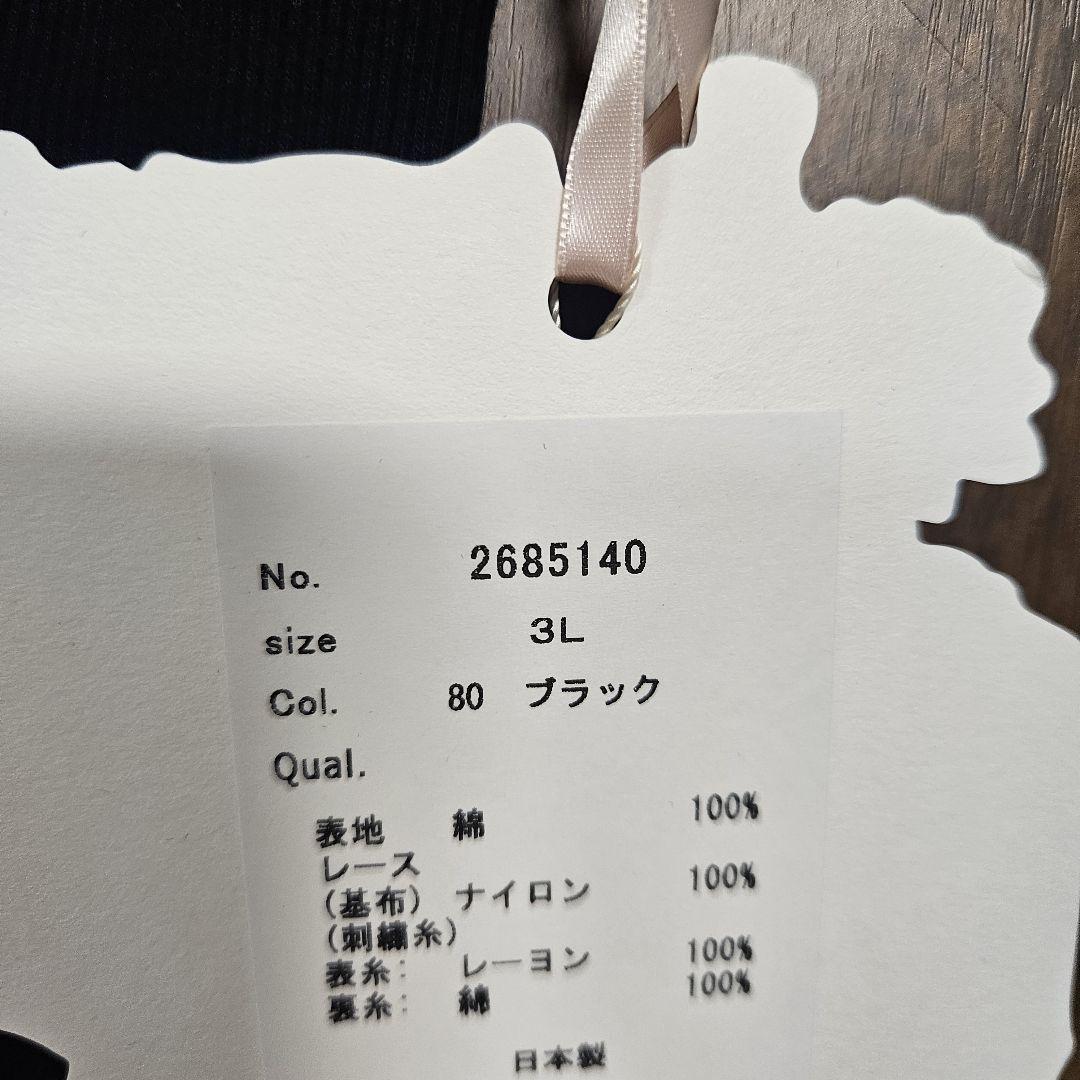 No. 2685140
size 3L
Col. 80 ブラック
Qual.
表地 綿 100%
レース
(基布) ナイロン 100%
(刺繍糸)
表糸: レーヨン 100%
裏糸: 綿 100%
日本製